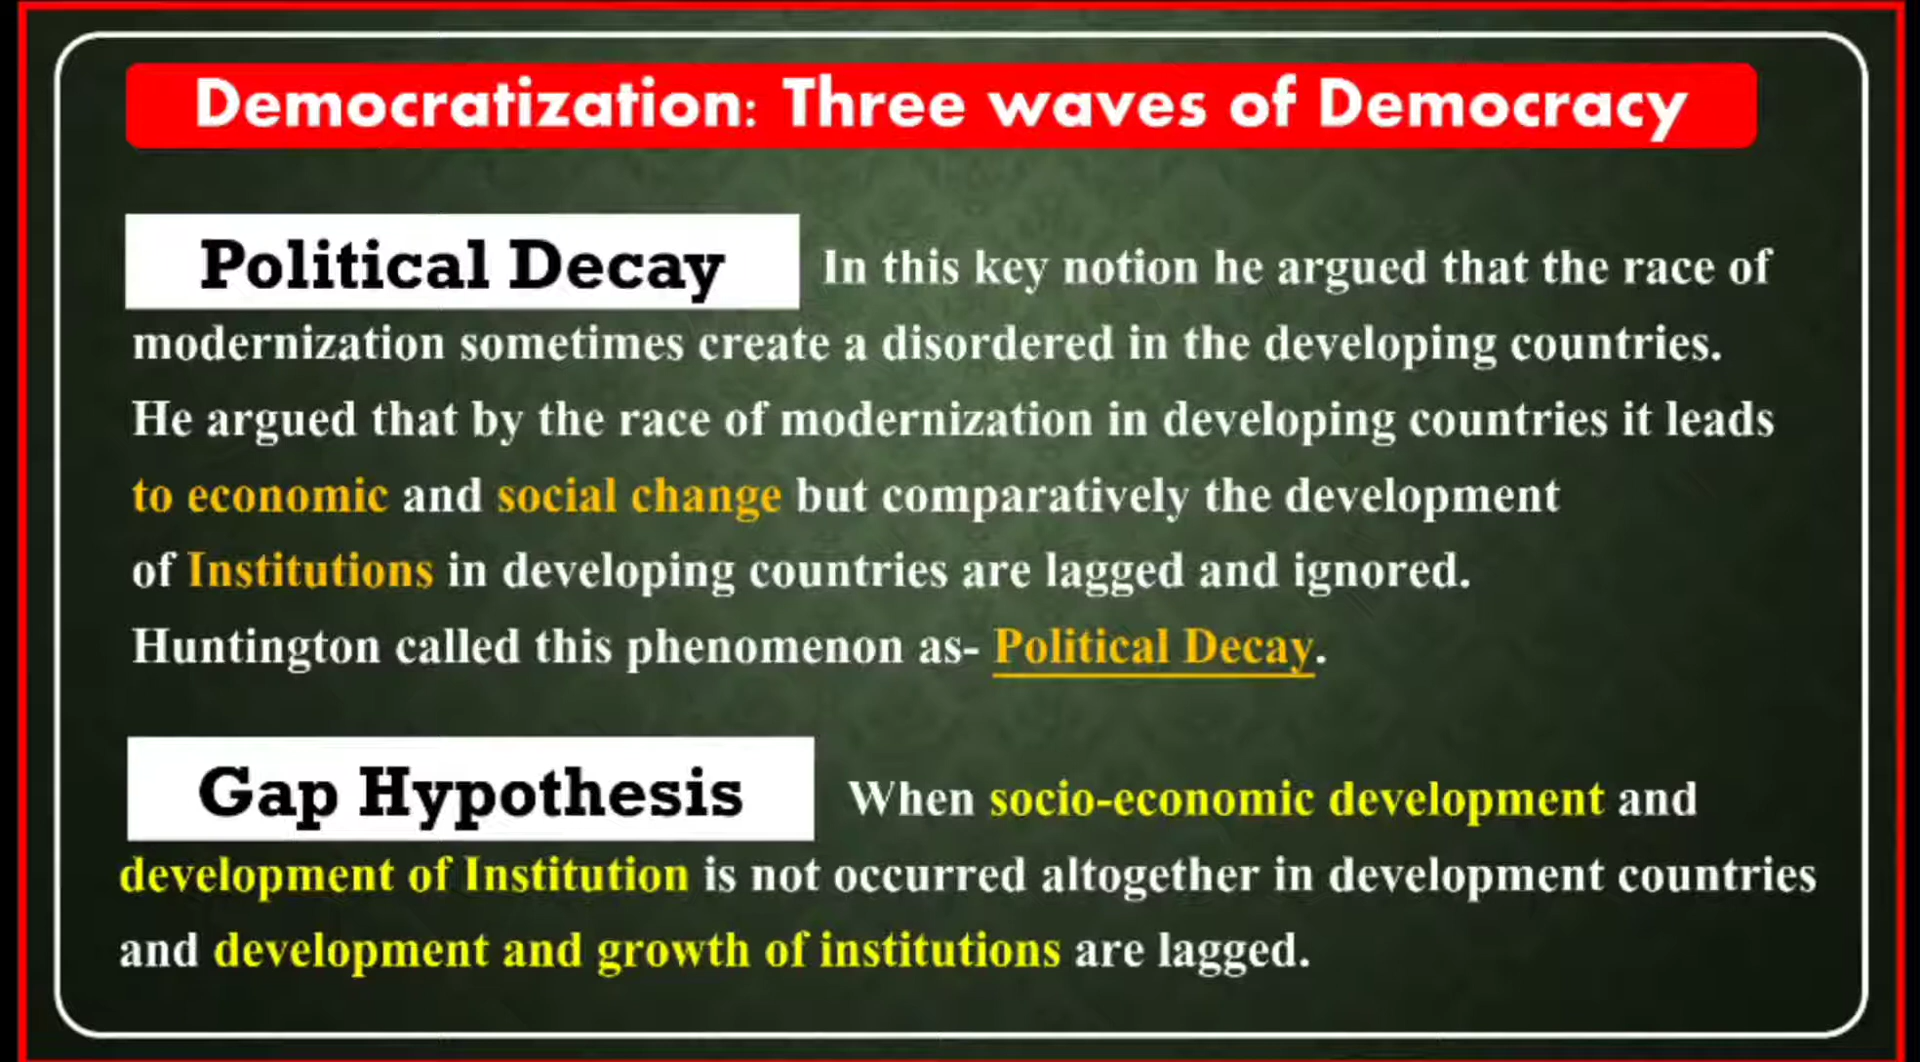 Democratization: Three waves of Democracy
Political Decay In this key notion he argued that the race of
modernization sometimes create a disordered in the developing countries.
He argued that by the race of modernization in developing countries it leads
to economic and social change but comparatively the development
of Institutions in developing countries are lagged and ignored.
Huntington called this phenomenon as- Political Decay.
Gap Hypothesis When socio-economic development and
development of Institution is not occurred altogether in development countries
and development and growth of institutions are lagged.